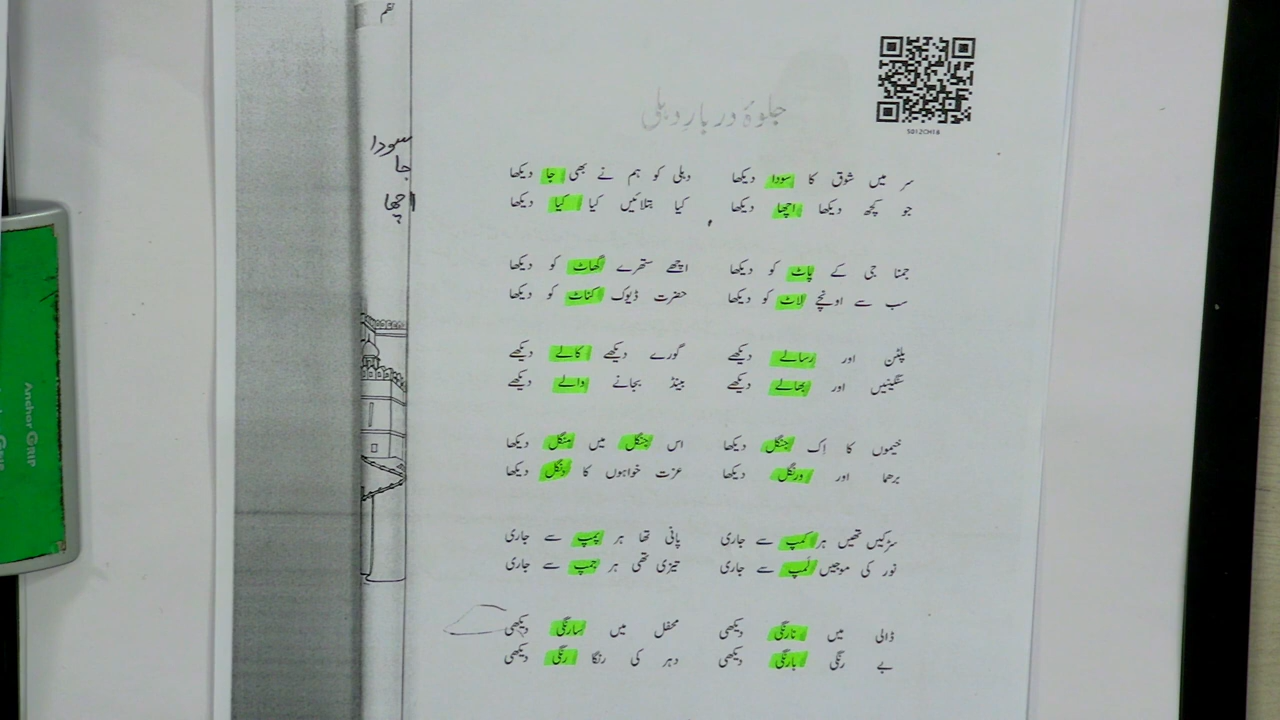 نظم
جلوۂ دربارِ دہلی
5012CH16
سودا
جا
اچھا
سر میں شوق کا سودا دیکھا دہلی کو ہم نے بھی جا دیکھا
جو کچھ دیکھا اچھا دیکھا کیا بتلائیں کیا کیا دیکھا
جمنا جی کے پاٹ کو دیکھا اچھے ستھرے گھاٹ کو دیکھا
سب سے اونچے لاٹ کو دیکھا حضرت ڈیوک کناٹ کو دیکھا
پلٹن اور رسالے دیکھے گورے دیکھے کالے دیکھے
سنگینیں اور بھالے دیکھے بینڈ بجانے والے دیکھے
خیموں کا اِک جنگل دیکھا اس جنگل میں منگل دیکھا
برھما اور ورنگل دیکھا عزت خواہوں کا دنگل دیکھا
سڑکیں تھیں ہر کمپ سے جاری پانی تھا ہر پمپ سے جاری
نور کی موجیں لَمپ سے جاری تیزی تھی ہر جمپ سے جاری
ڈالی میں نارنگی دیکھی محفل میں سارنگی دیکھی
بے رنگی بارنگی دیکھی دہر کی رنگا رنگی دیکھی
Anchor GRIP